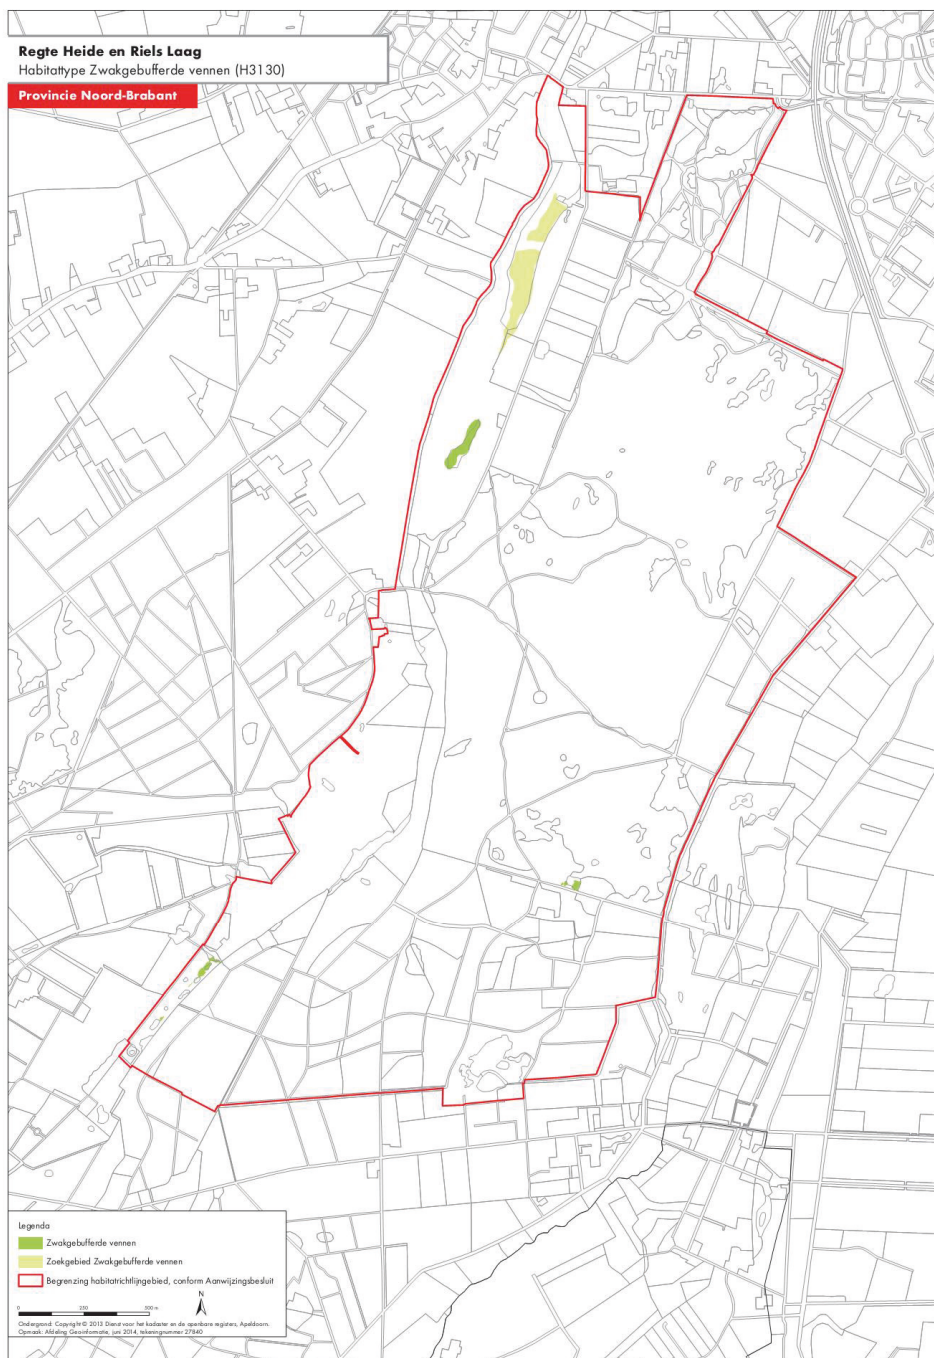 Regte Heide en Riels Laag
Habitattype Zwakgebufferde vennen (H3130)
Provincie Noord-Brabant
Legenda
Zwakgebufferde vennen
Zoekgebied Zwakgebufferde vennen
Begrenzing habitatrichtlijngebied, conform Aanwijzingsbesluit
N
0 250 500 m
Ondergrond: Copyright © 2013 Dienst voor het kadaster en de openbare registers, Apeldoorn.
Opmaak: Afdeling Geo-informatie, juni 2014, tekeningnummer 27840